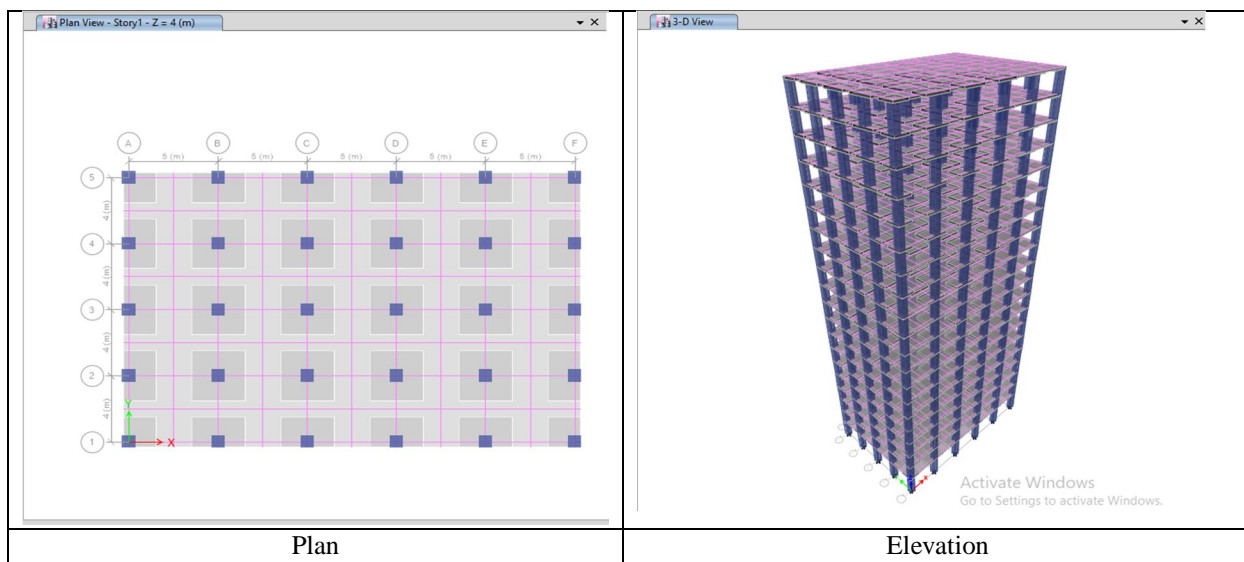 Plan View - Story1 - Z = 4 (m)
A B C D E F
5 (m) 5 (m) 5 (m) 5 (m) 5 (m)
5
4 (m)
4
4 (m)
3
4 (m)
2
4 (m)
Y
1
X
Plan
3-D View
Activate Windows
Go to Settings to activate Windows.
Elevation